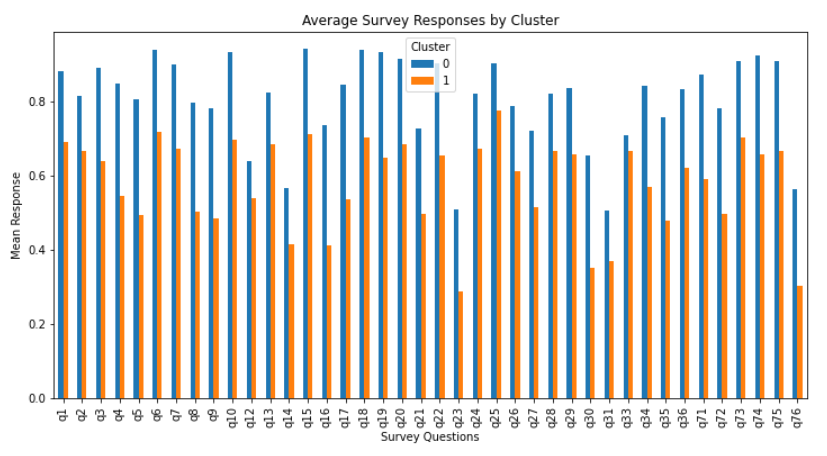 Average Survey Responses by Cluster
Cluster
0
1
Mean Response
0.8
0.6
0.4
0.2
0.0
q1 q2 q3 q4 q5 q6 q7 q8 q9 q10 q12 q13 q14 q15 q16 q17 q18 q19 q20 q21 q22 q23 q24 q25 q26 q27 q28 q29 q30 q31 q33 q34 q35 q36 q71 q72 q73 q74 q75 q76
Survey Questions